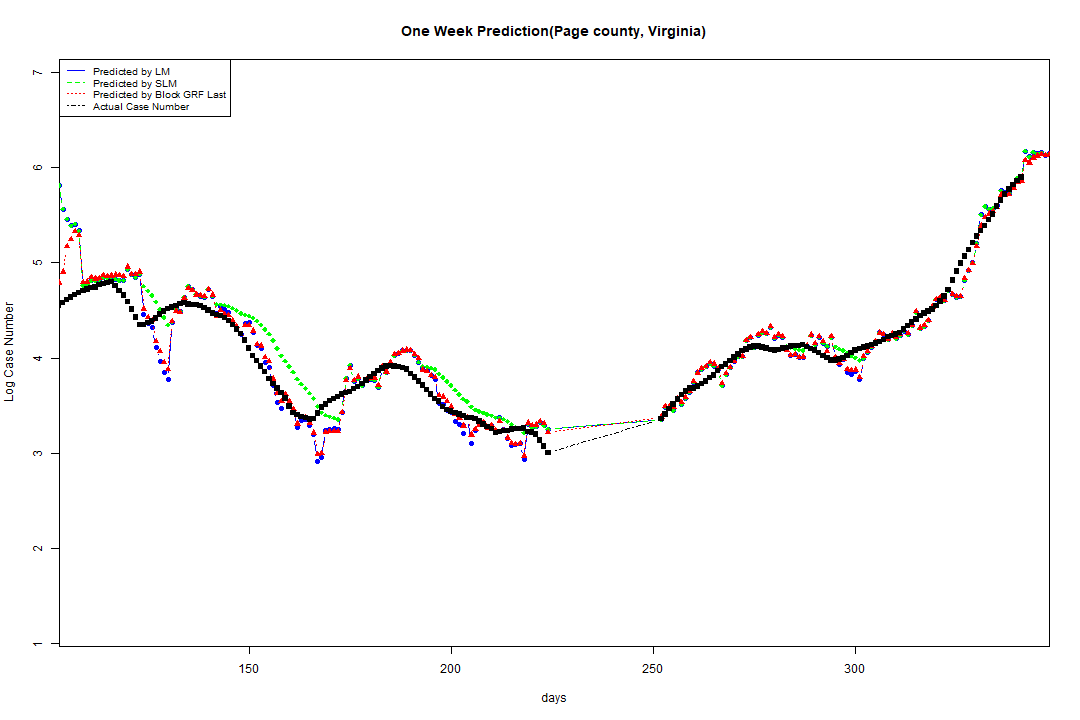 One Week Prediction(Page county, Virginia)
Predicted by LM
Predicted by SLM
Predicted by Block GRF Last
Actual Case Number
7
6
5
4
3
2
1
Log Case Number
150
200
250
300
days